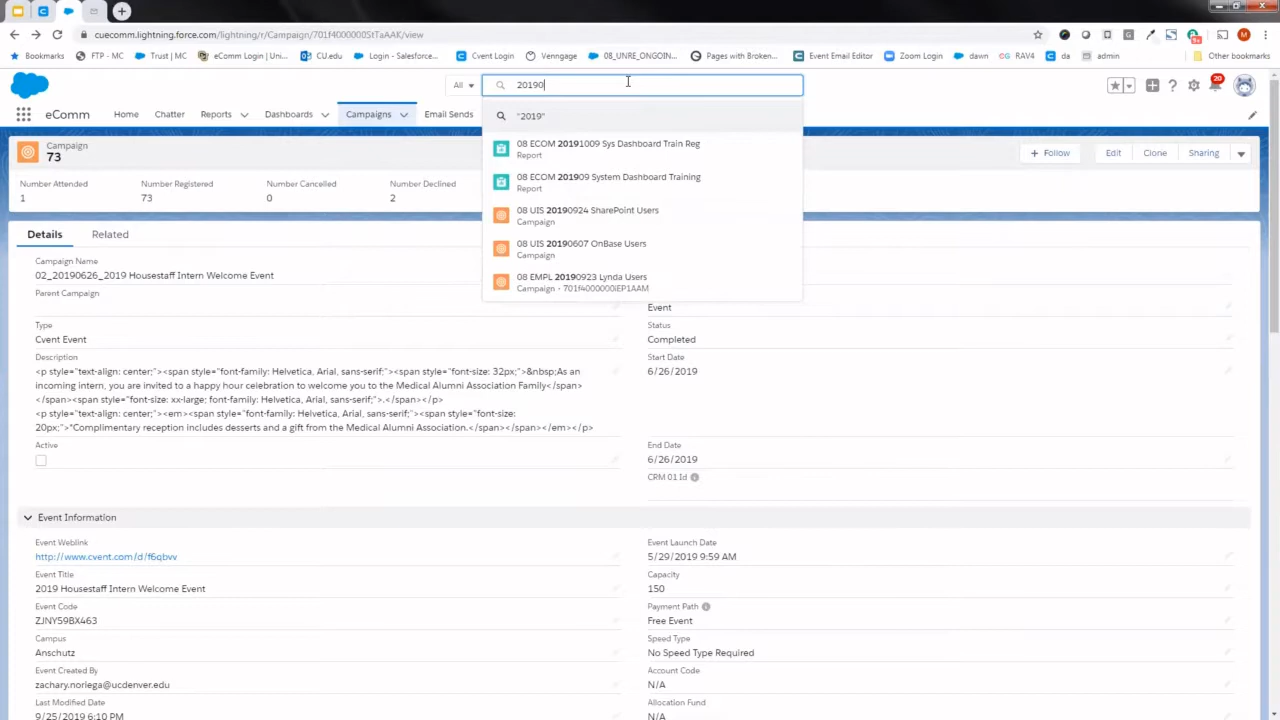 cuecomm.lightning.force.com/lightning/r/Campaign/701f4000000StTaAAK/view
M
Bookmarks
FTP - MC
Trust | MC
eComm Login | Uni...
CU.edu
Login - Salesforce...
Cvent Login
Venngage
08_UNRE_ONGOIN...
Pages with Broken...
Event Email Editor
Zoom Login
dawn
RAV4
da
admin
Other bookmarks
All
20190
20
eComm
Home
Chatter
Reports
Dashboards
Campaigns
Email Sends
"2019"
08 ECOM 20191009 Sys Dashboard Train Reg
Report
08 ECOM 201909 System Dashboard Training
Report
08 UIS 20190924 SharePoint Users
Campaign
08 UIS 20190607 OnBase Users
Campaign
08 EMPL 20190923 Lynda Users
Campaign • 701f4000000iEP1AAM
Campaign
73
+ Follow
Edit
Clone
Sharing
Number Attended
1
Number Registered
73
Number Cancelled
0
Number Declined
2
Details
Related
Campaign Name
02_20190626_2019 Housestaff Intern Welcome Event
Parent Campaign
Event
Type
Cvent Event
Status
Completed
Description
<p style="text-align: center;"><span style="font-family: Helvetica, Arial, sans-serif;"><span style="font-size: 32px;">&nbsp;As an
incoming intern, you are invited to a happy hour celebration to welcome you to the Medical Alumni Association Family</span>
</span><span style="font-size: xx-large; font-family: Helvetica, Arial, sans-serif;">.</span></p>
<p style="text-align: center;"><em><span style="font-family: Helvetica, Arial, sans-serif;"><span style="font-size:
20px;">*Complimentary reception includes desserts and a gift from the Medical Alumni Association.</span></span></em></p>
Start Date
6/26/2019
Active
End Date
6/26/2019
CRM 01 Id
Event Information
Event Weblink
http://www.cvent.com/d/f6qbvv
Event Launch Date
5/29/2019 9:59 AM
Event Title
2019 Housestaff Intern Welcome Event
Capacity
150
Event Code
ZJNY59BX463
Payment Path
Free Event
Campus
Anschutz
Speed Type
No Speed Type Required
Event Created By
zachary.noriega@ucdenver.edu
Account Code
N/A
Last Modified Date
9/25/2019 6:10 PM
Allocation Fund
N/A